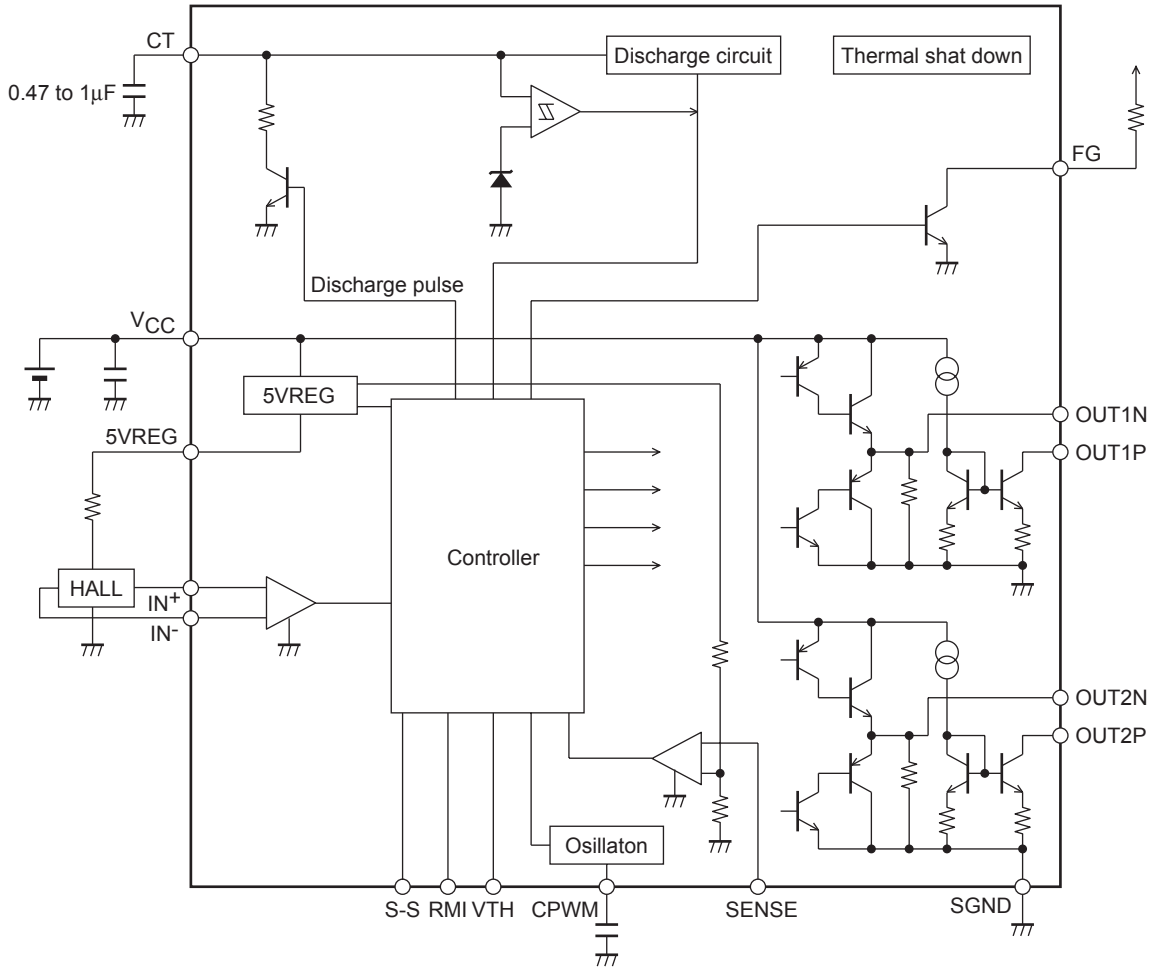 CT
Discharge circuit
Thermal shat down
0.47 to 1μF
FG
Discharge pulse
VCC
5VREG
OUT1N
5VREG
OUT1P
Controller
HALL
IN+
IN-
OUT2N
OUT2P
Osillaton
S-S RMI VTH CPWM SENSE SGND